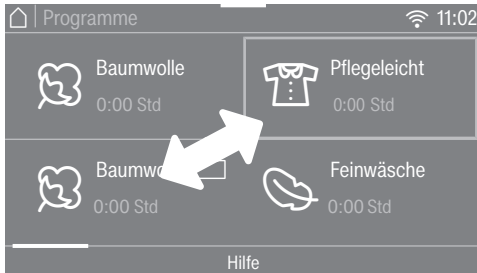 Programme
11:02
Baumwolle
0:00 Std
Pflegeleicht
0:00 Std
0:00 Std
Feinwäsche
0:00 Std
Hilfe